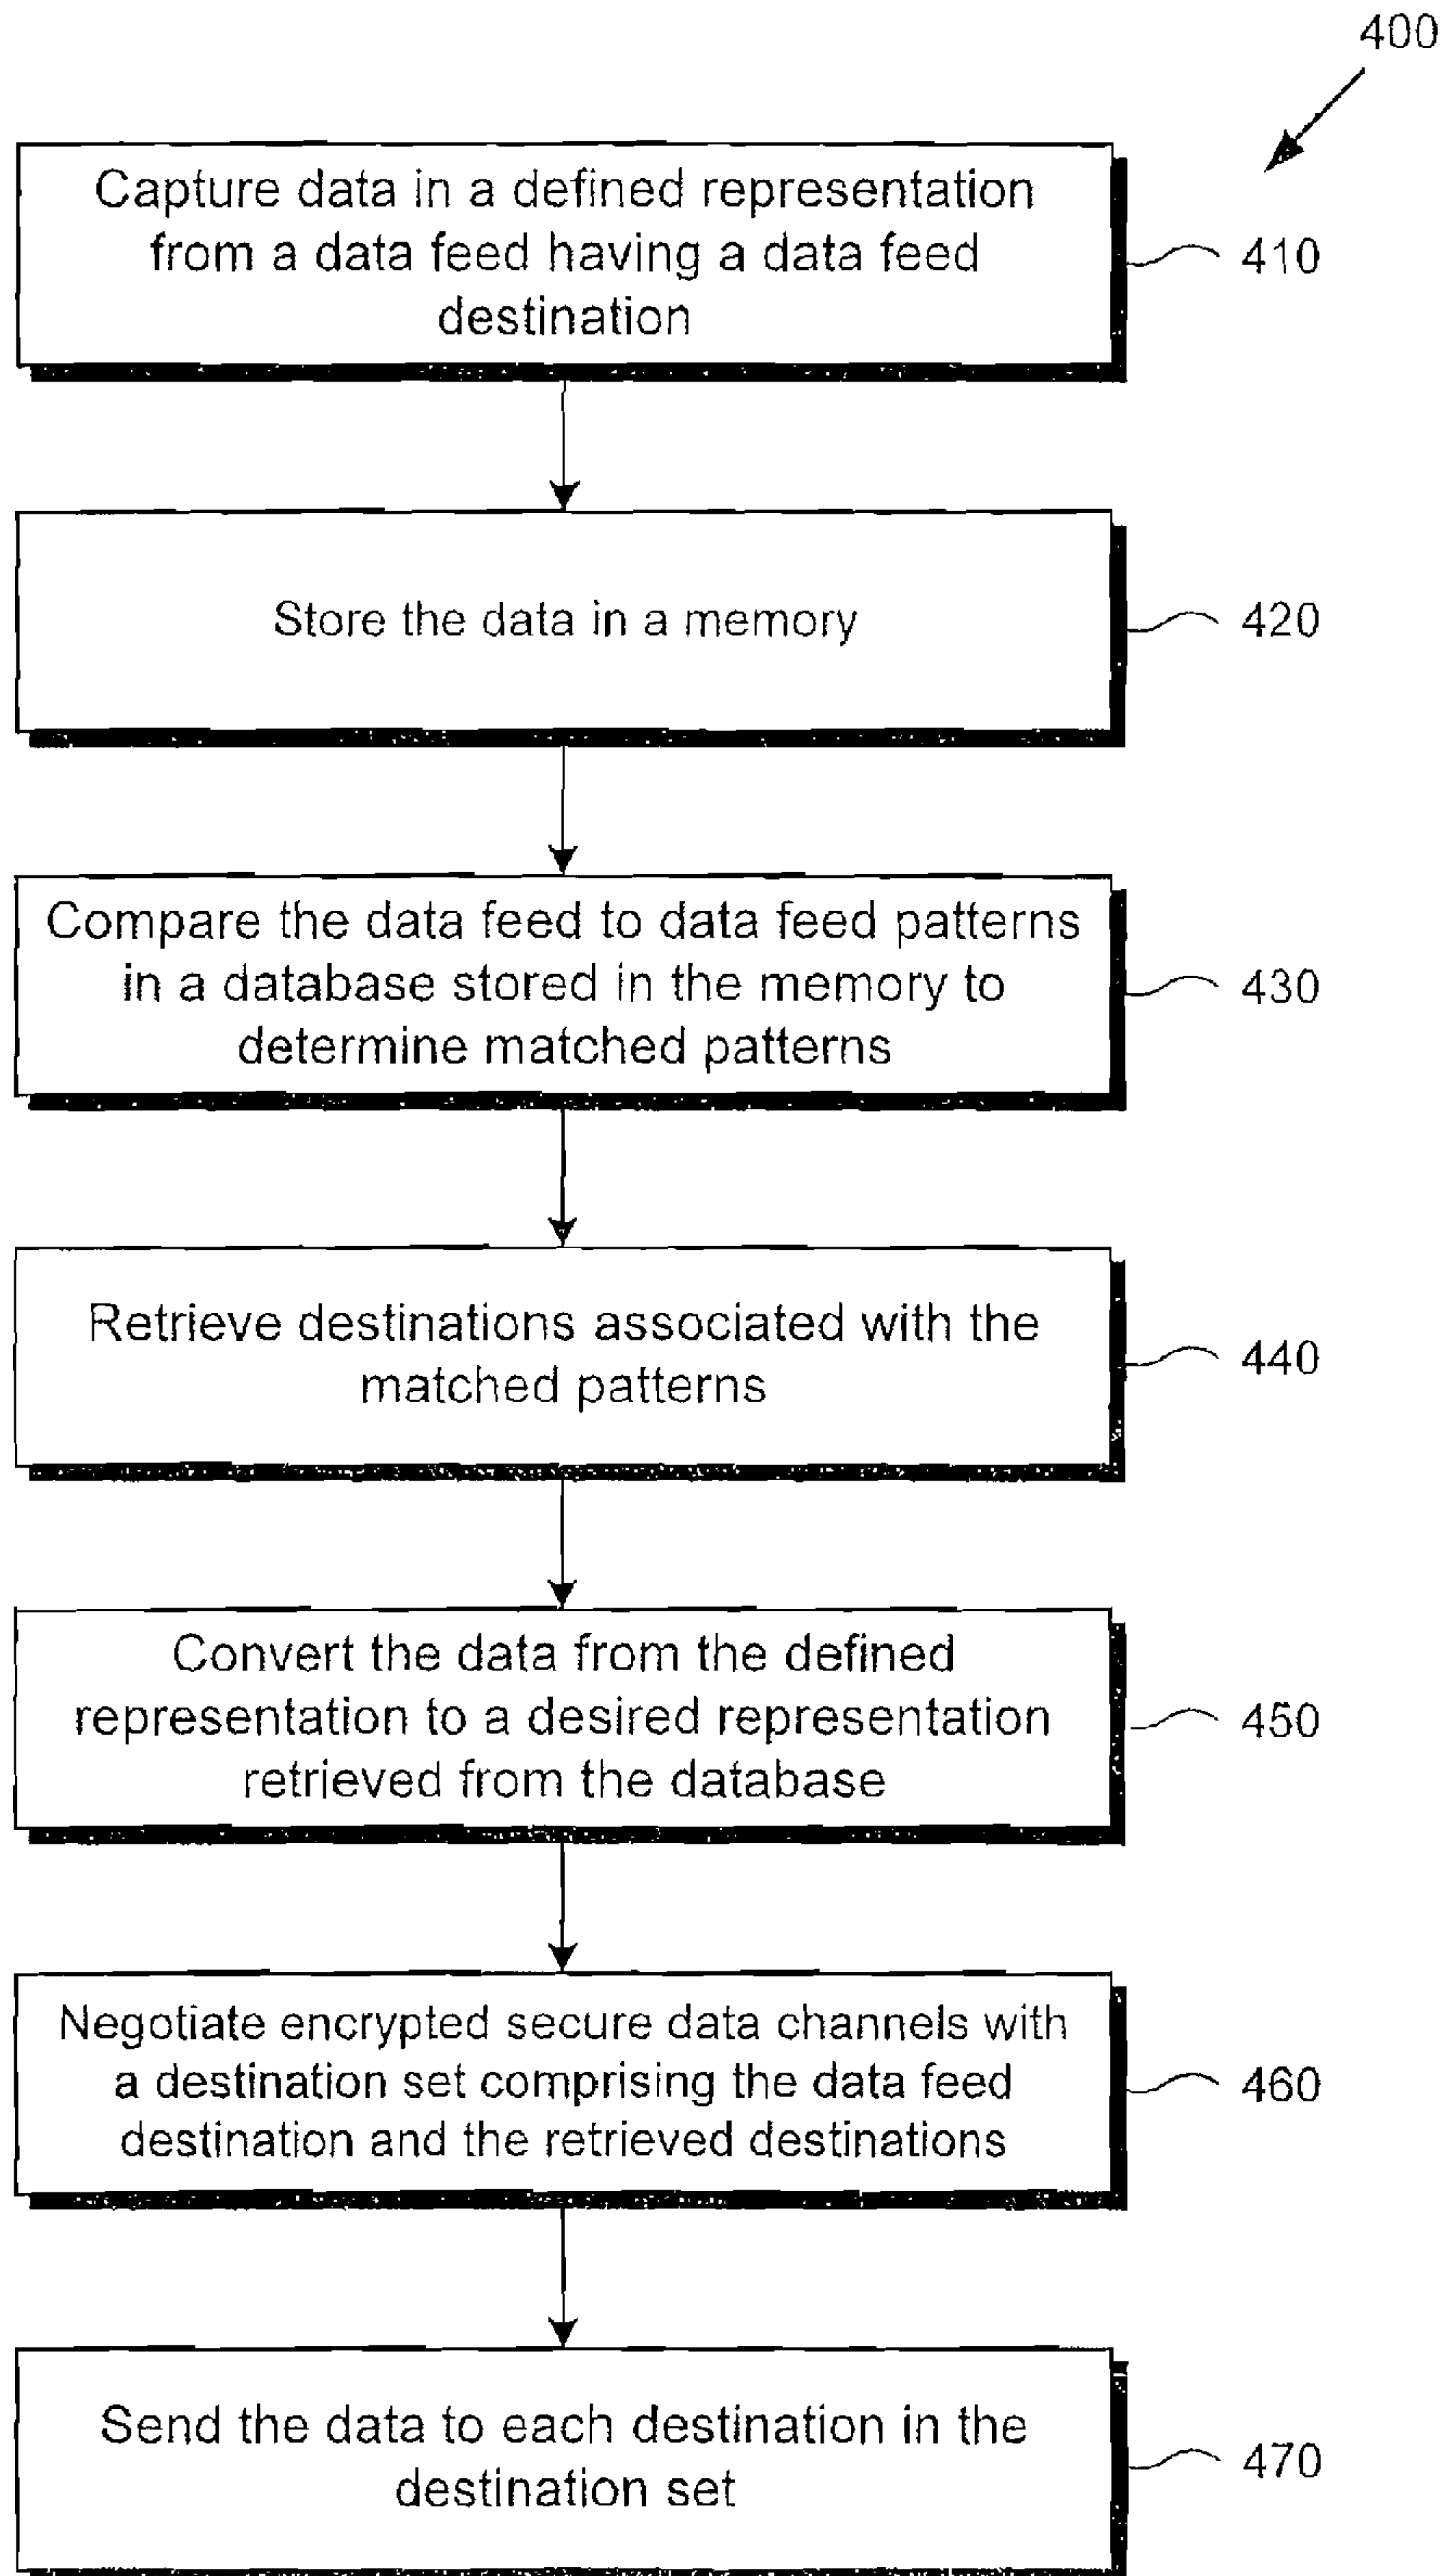 400
Capture data in a defined representation
from a data feed having a data feed
destination
410
Store the data in a memory
420
Compare the data feed to data feed patterns
in a database stored in the memory to
determine matched patterns
430
Retrieve destinations associated with the
matched patterns
440
Convert the data from the defined
representation to a desired representation
retrieved from the database
450
Negotiate encrypted secure data channels with
a destination set comprising the data feed
destination and the retrieved destinations
460
Send the data to each destination in the
destination set
470